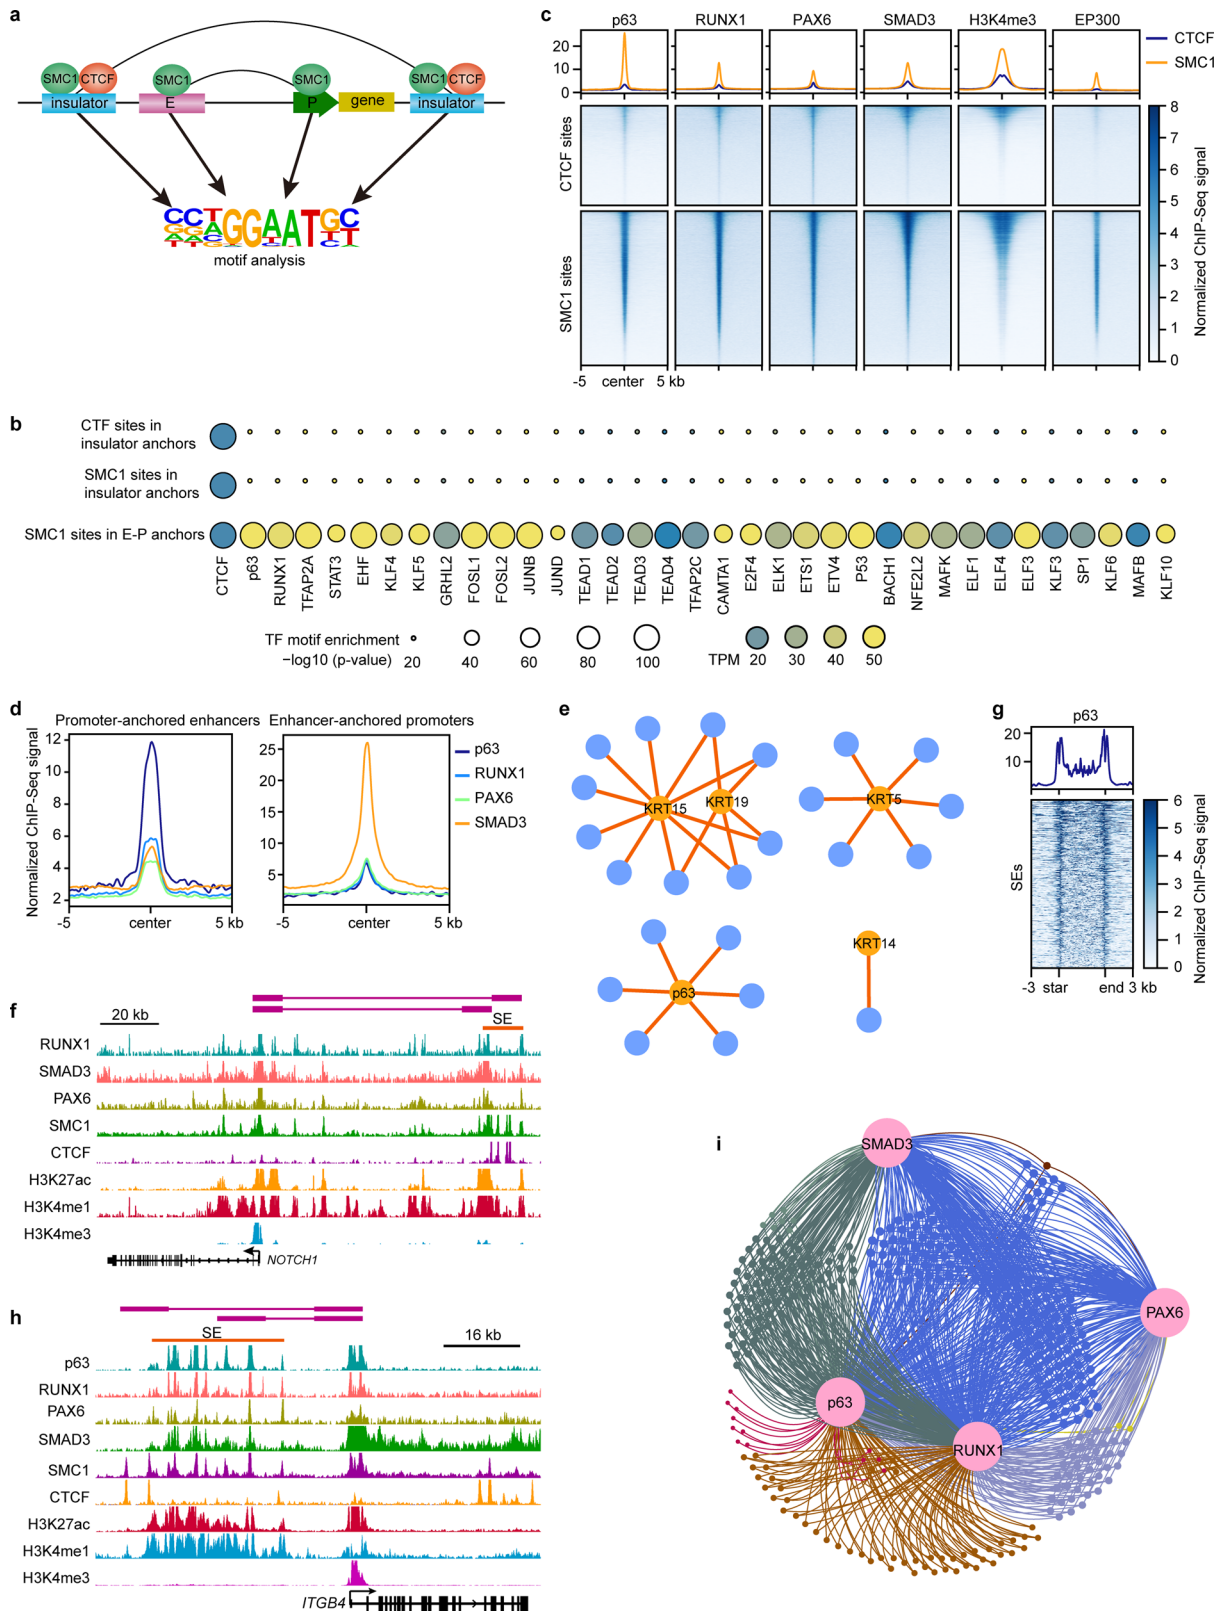 a
SMC1 CTCF SMC1 SMC1 SMC1 CTCF
insulator E P gene insulator
CCTGGAATGC
motif analysis
c
p63 RUNX1 PAX6 SMAD3 H3K4me3 EP300
CTCF
SMC1
20
10
0
CTCF sites
SMC1 sites
-5 center 5 kb
8
7
6
5
4
3
2
1
0
Normalized ChIP-Seq signal
b
CTF sites in
insulator anchors
SMC1 sites in
insulator anchors
SMC1 sites in E-P anchors
CTCF p63 RUNX1 TFAP2A STAT3 EHF KLF4 KLF5 GRHL2 FOSL1 FOSL2 JUNB JUND TEAD1 TEAD2 TEAD3 TEAD4 TFAP2C CAMTA1 E2F4 ELK1 ETS1 ETV4 P53 BACH1 NFE2L2 MAFK ELF1 ELF4 ELF3 KLF3 SP1 KLF6 MAFB KLF10
TF motif enrichment
−log10 (p-value) 20 40 60 80 100
TPM 20 30 40 50
d
Promoter-anchored enhancers Enhancer-anchored promoters
Normalized ChIP-Seq signal
12
10
8
6
4
2
-5 center 5 kb
25
20
15
10
5
-5 center 5 kb
p63
RUNX1
PAX6
SMAD3
e
KRT15 KRT19 KRT5
p63 KRT14
g
p63
20
10
SEs
-3 star end 3 kb
6
5
4
3
2
1
0
Normalized ChIP-Seq signal
f
20 kb SE
RUNX1
SMAD3
PAX6
SMC1
CTCF
H3K27ac
H3K4me1
H3K4me3
NOTCH1
h
SE 16 kb
p63
RUNX1
PAX6
SMAD3
SMC1
CTCF
H3K27ac
H3K4me1
H3K4me3
ITGB4
i
SMAD3
PAX6
p63
RUNX1